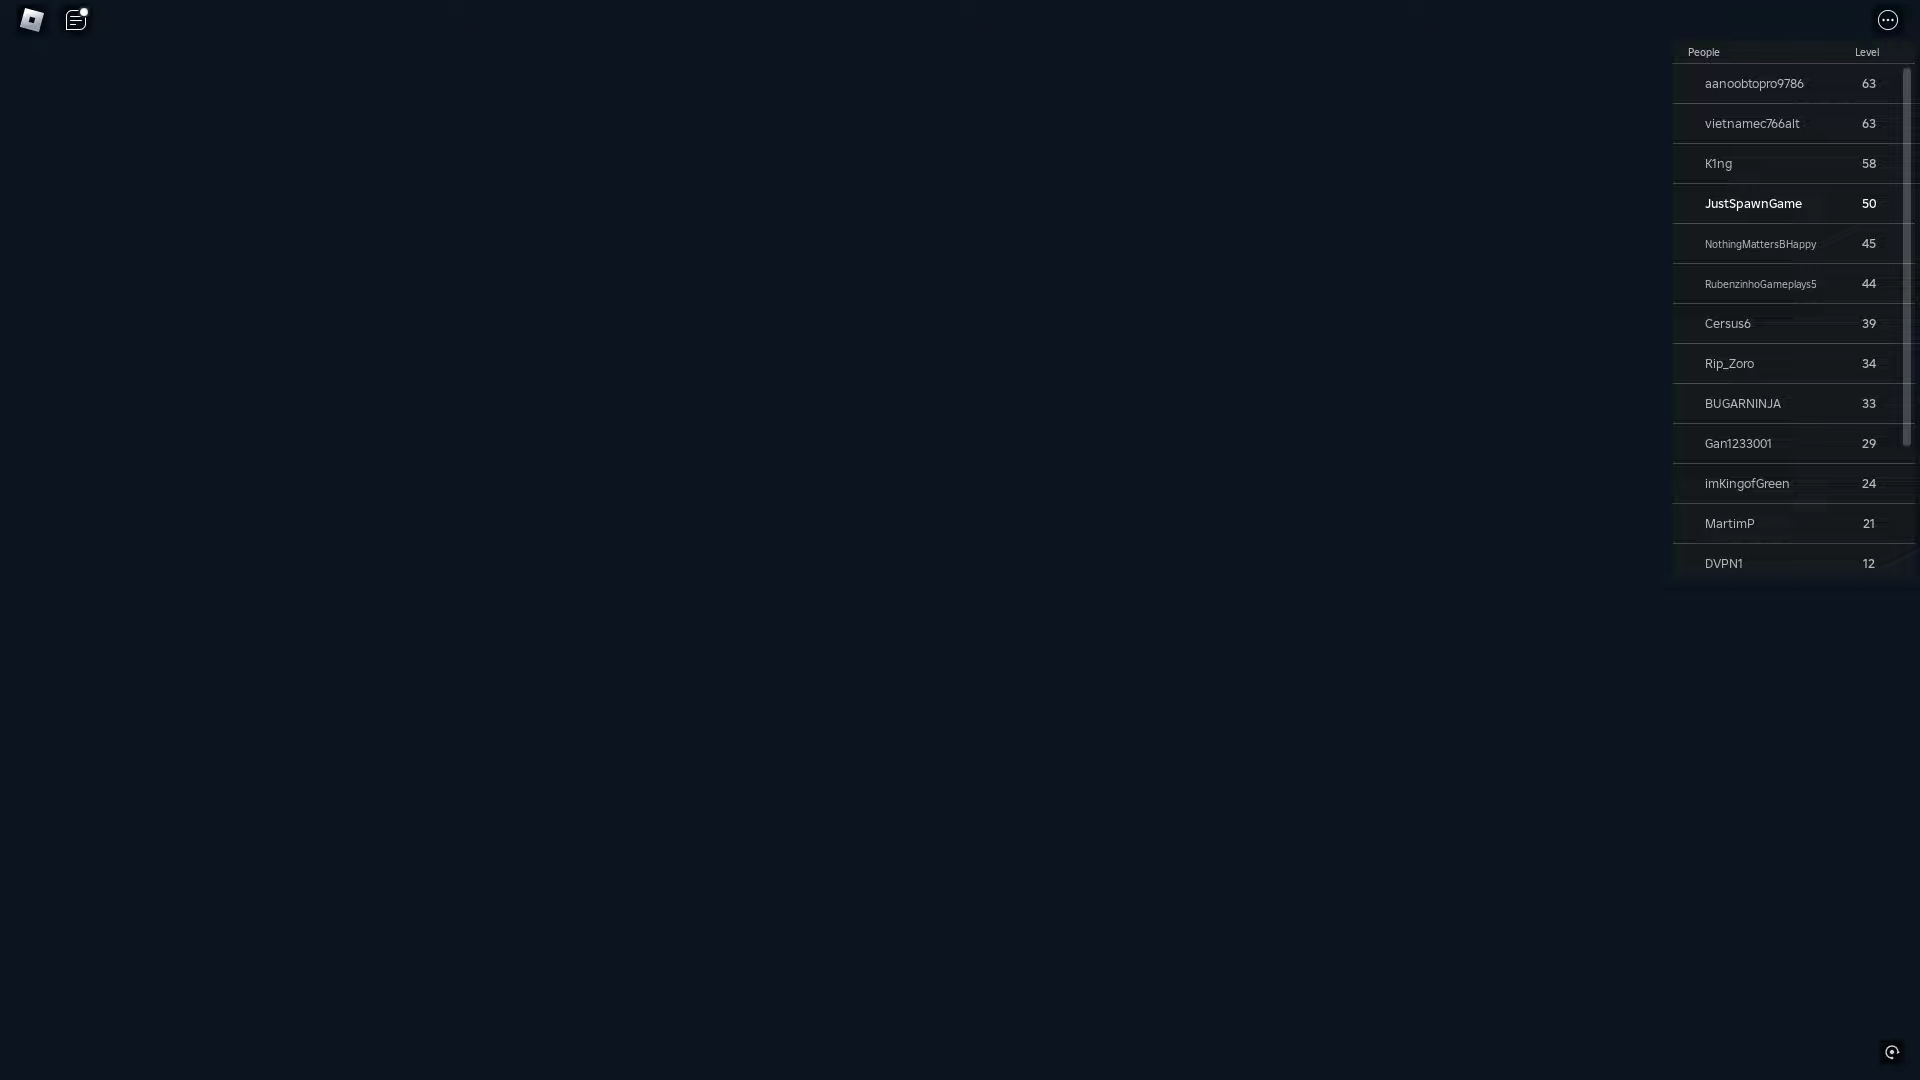 People Level
aanoobtopro9786 63
vietnamec766alt 63
K1ng 58
JustSpawnGame 50
NothingMattersBHappy 45
RubenzinhoGameplays5 44
Cersus6 39
Rip_Zoro 34
BUGARNINJA 33
Gan1233001 29
imKingofGreen 24
MartimP 21
DVPN1 12